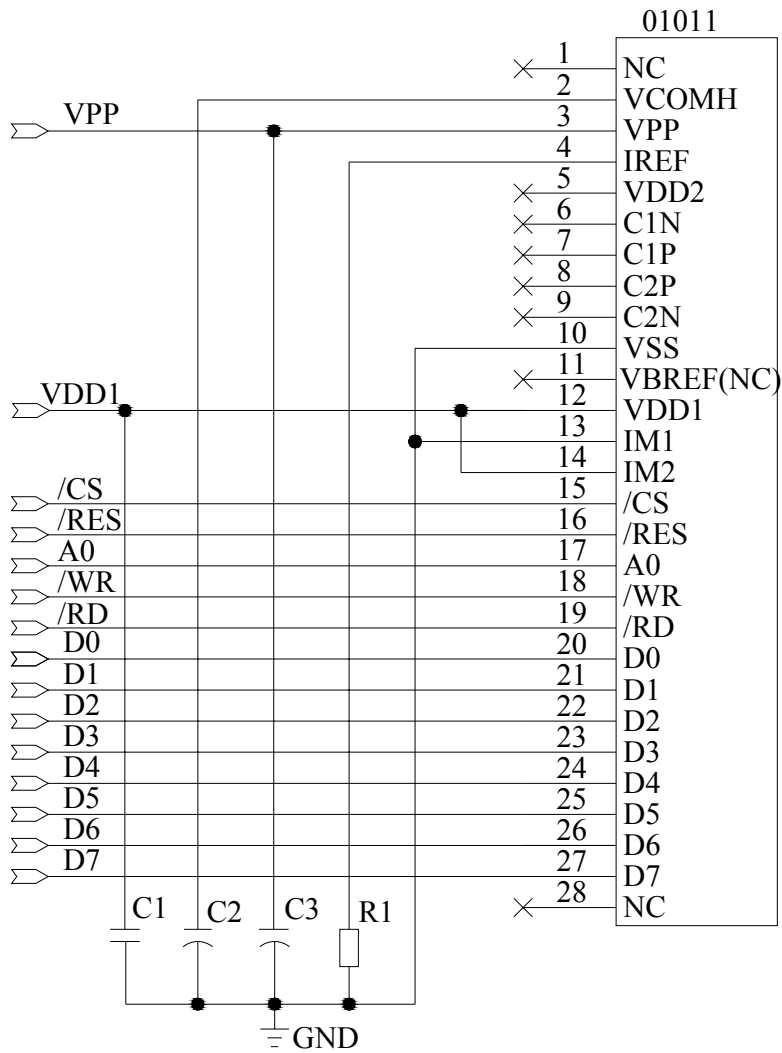 01011
1 NC
2 VCOMH
VPP 3 VPP
4 IREF
5 VDD2
6 C1N
7 C1P
8 C2P
9 C2N
10 VSS
11 VBREF(NC)
VDD1 12 VDD1
13 IM1
14 IM2
/CS 15 /CS
/RES 16 /RES
A0 17 A0
/WR 18 /WR
/RD 19 /RD
D0 20 D0
D1 21 D1
D2 22 D2
D3 23 D3
D4 24 D4
D5 25 D5
D6 26 D6
D7 27 D7
28 NC
C1 C2 C3 R1
GND